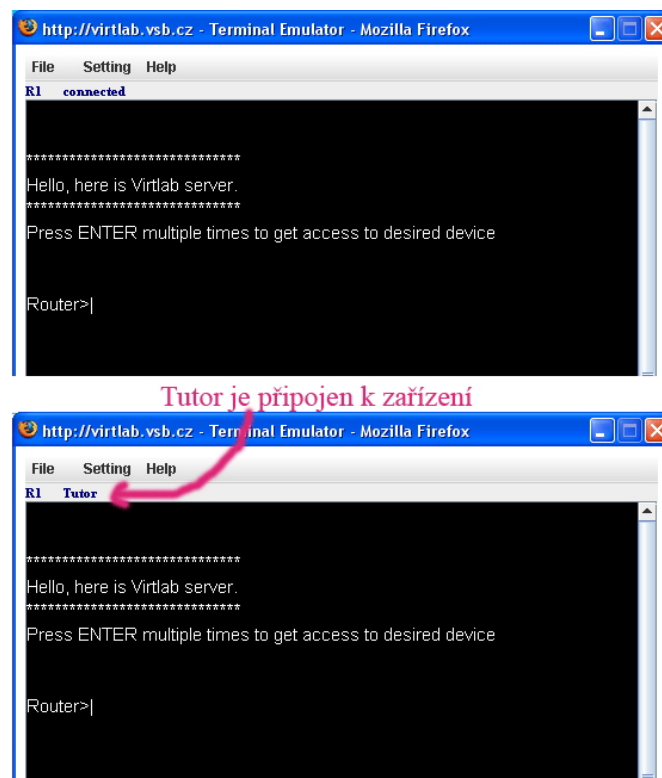 http://virtlab.vsb.cz - Terminal Emulator - Mozilla Firefox
File Setting Help
R1 connected
******************************
Hello, here is Virtlab server.
******************************
Press ENTER multiple times to get access to desired device
Router>
Tutor je připojen k zařízení
http://virtlab.vsb.cz - Terminal Emulator - Mozilla Firefox
File Setting Help
R1 Tutor
******************************
Hello, here is Virtlab server.
******************************
Press ENTER multiple times to get access to desired device
Router>